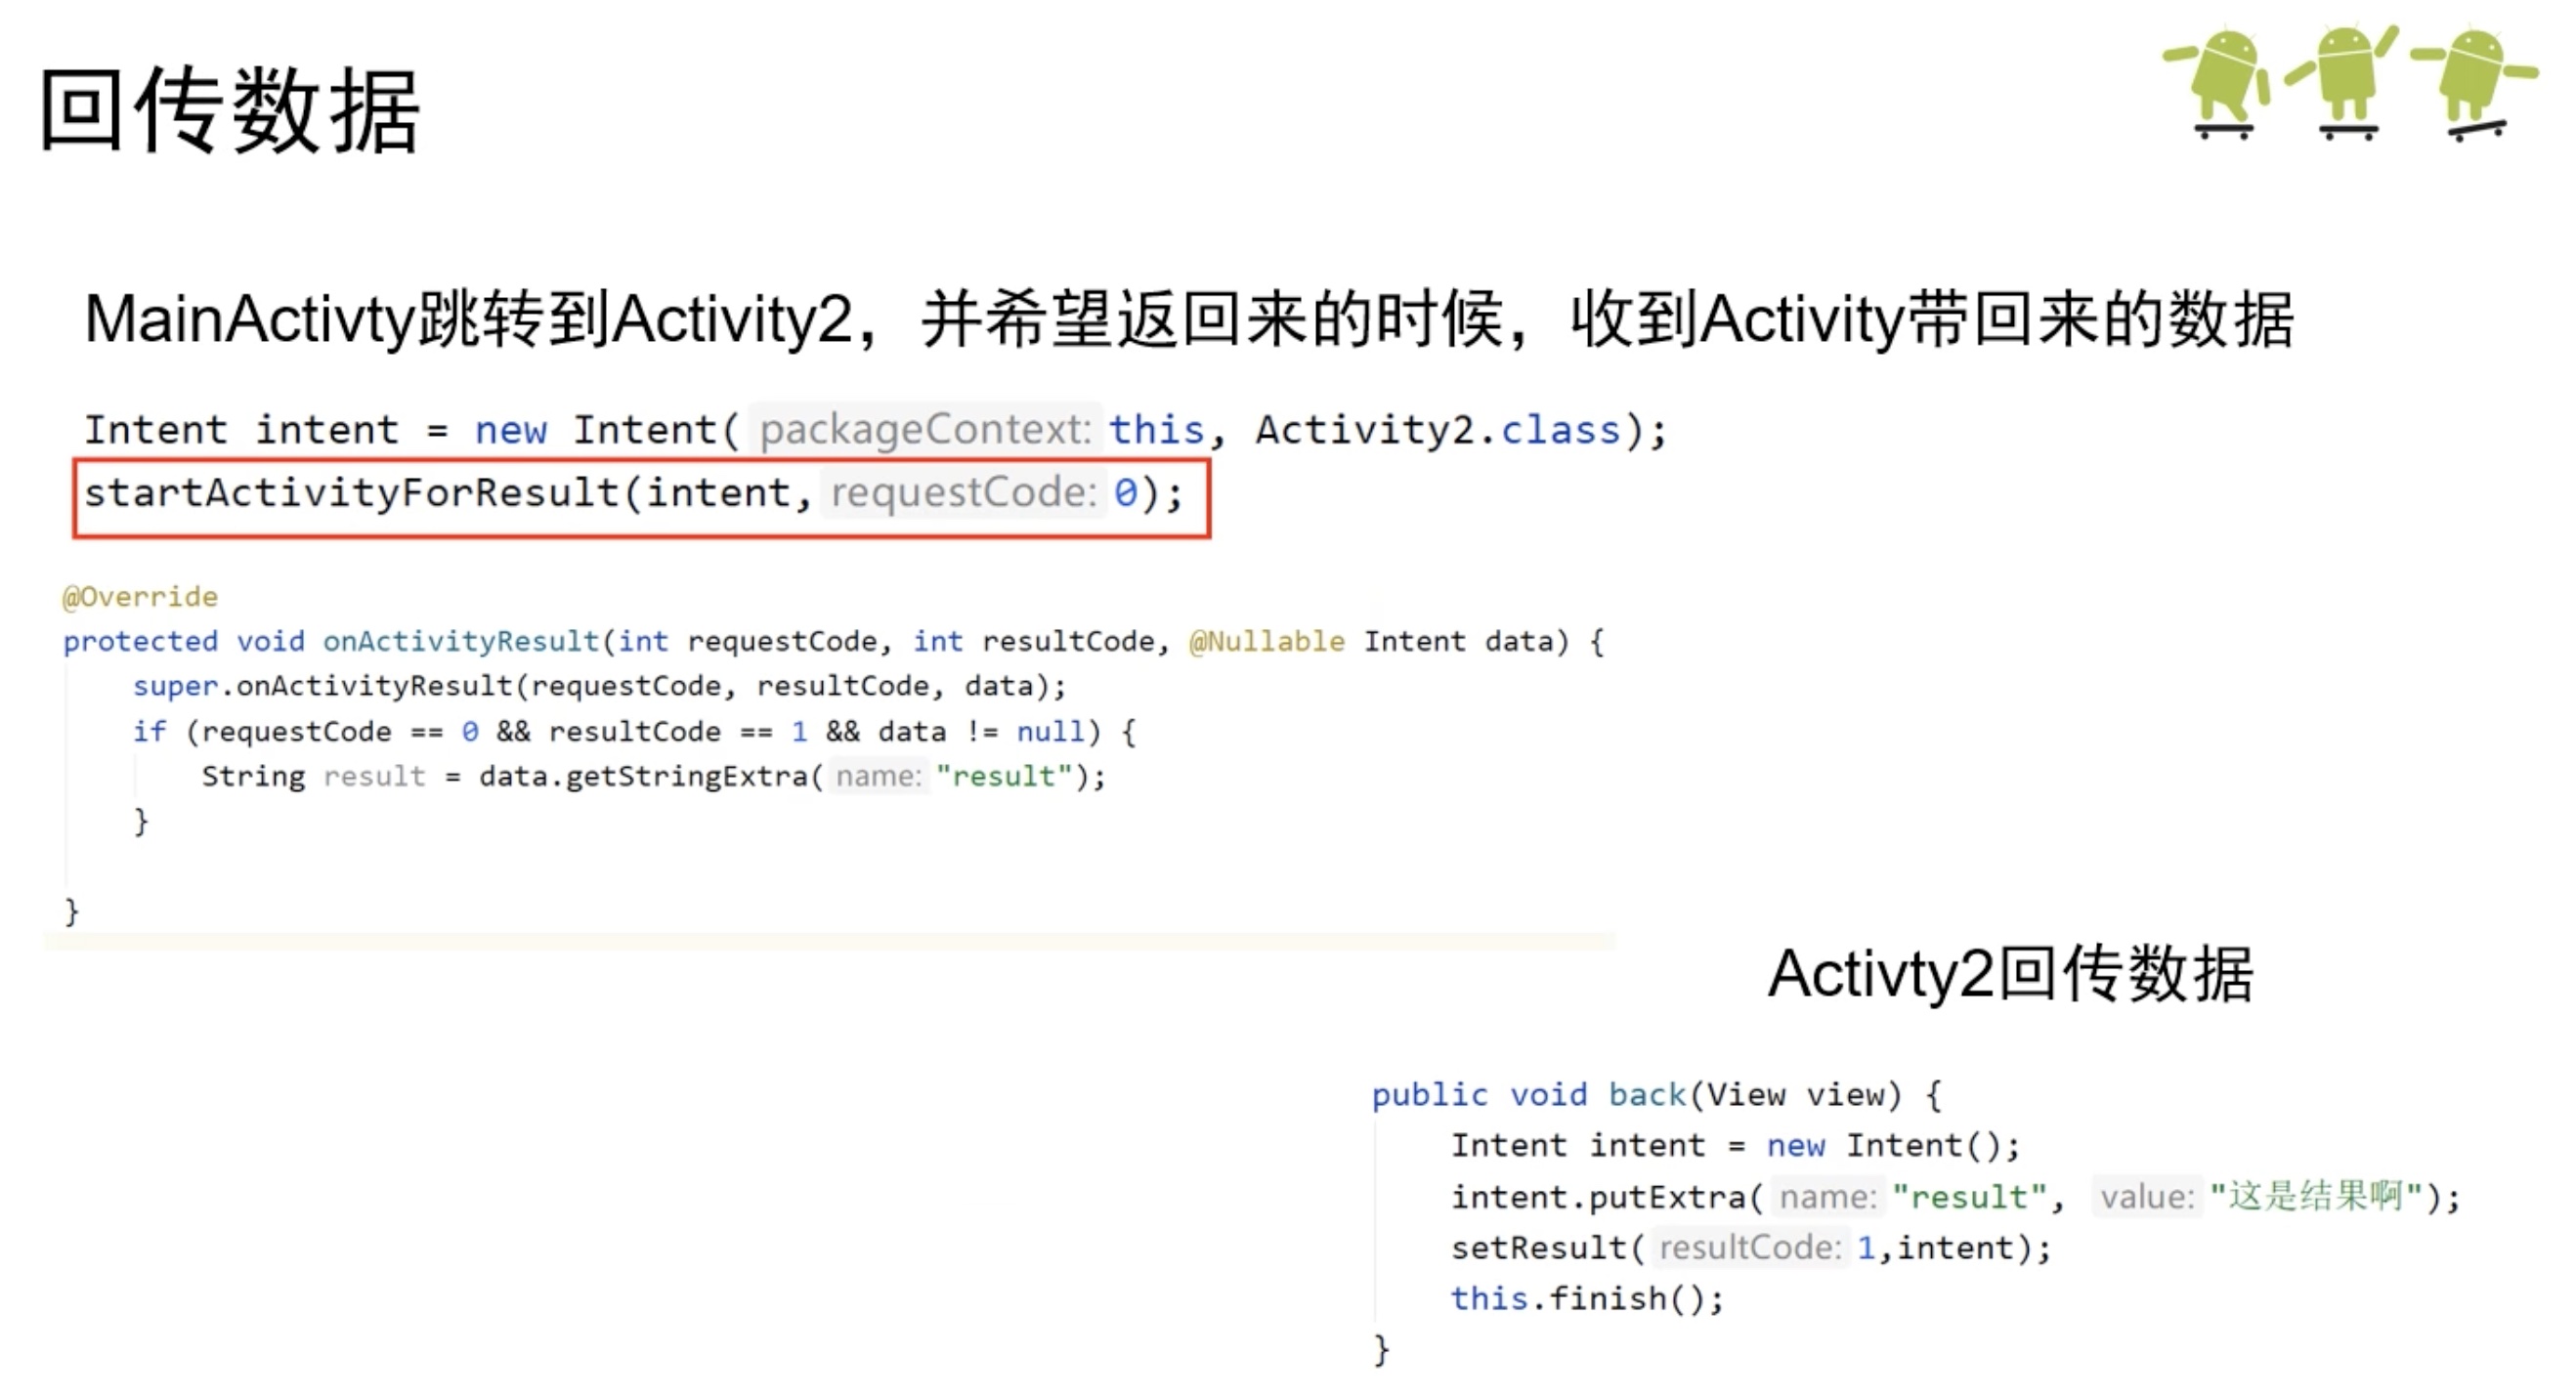 回传数据
MainActivty跳转到Activity2，并希望返回来的时候，收到Activity带回来的数据
Intent intent = new Intent( packageContext: this, Activity2.class);
startActivityForResult(intent, requestCode: 0);
@Override
protected void onActivityResult(int requestCode, int resultCode, @Nullable Intent data) {
super.onActivityResult(requestCode, resultCode, data);
if (requestCode == 0 && resultCode == 1 && data != null) {
String result = data.getStringExtra( name: "result");
}
}
Activty2回传数据
public void back(View view) {
Intent intent = new Intent();
intent.putExtra( name: "result", value: "这是结果啊");
setResult( resultCode: 1,intent);
this.finish();
}